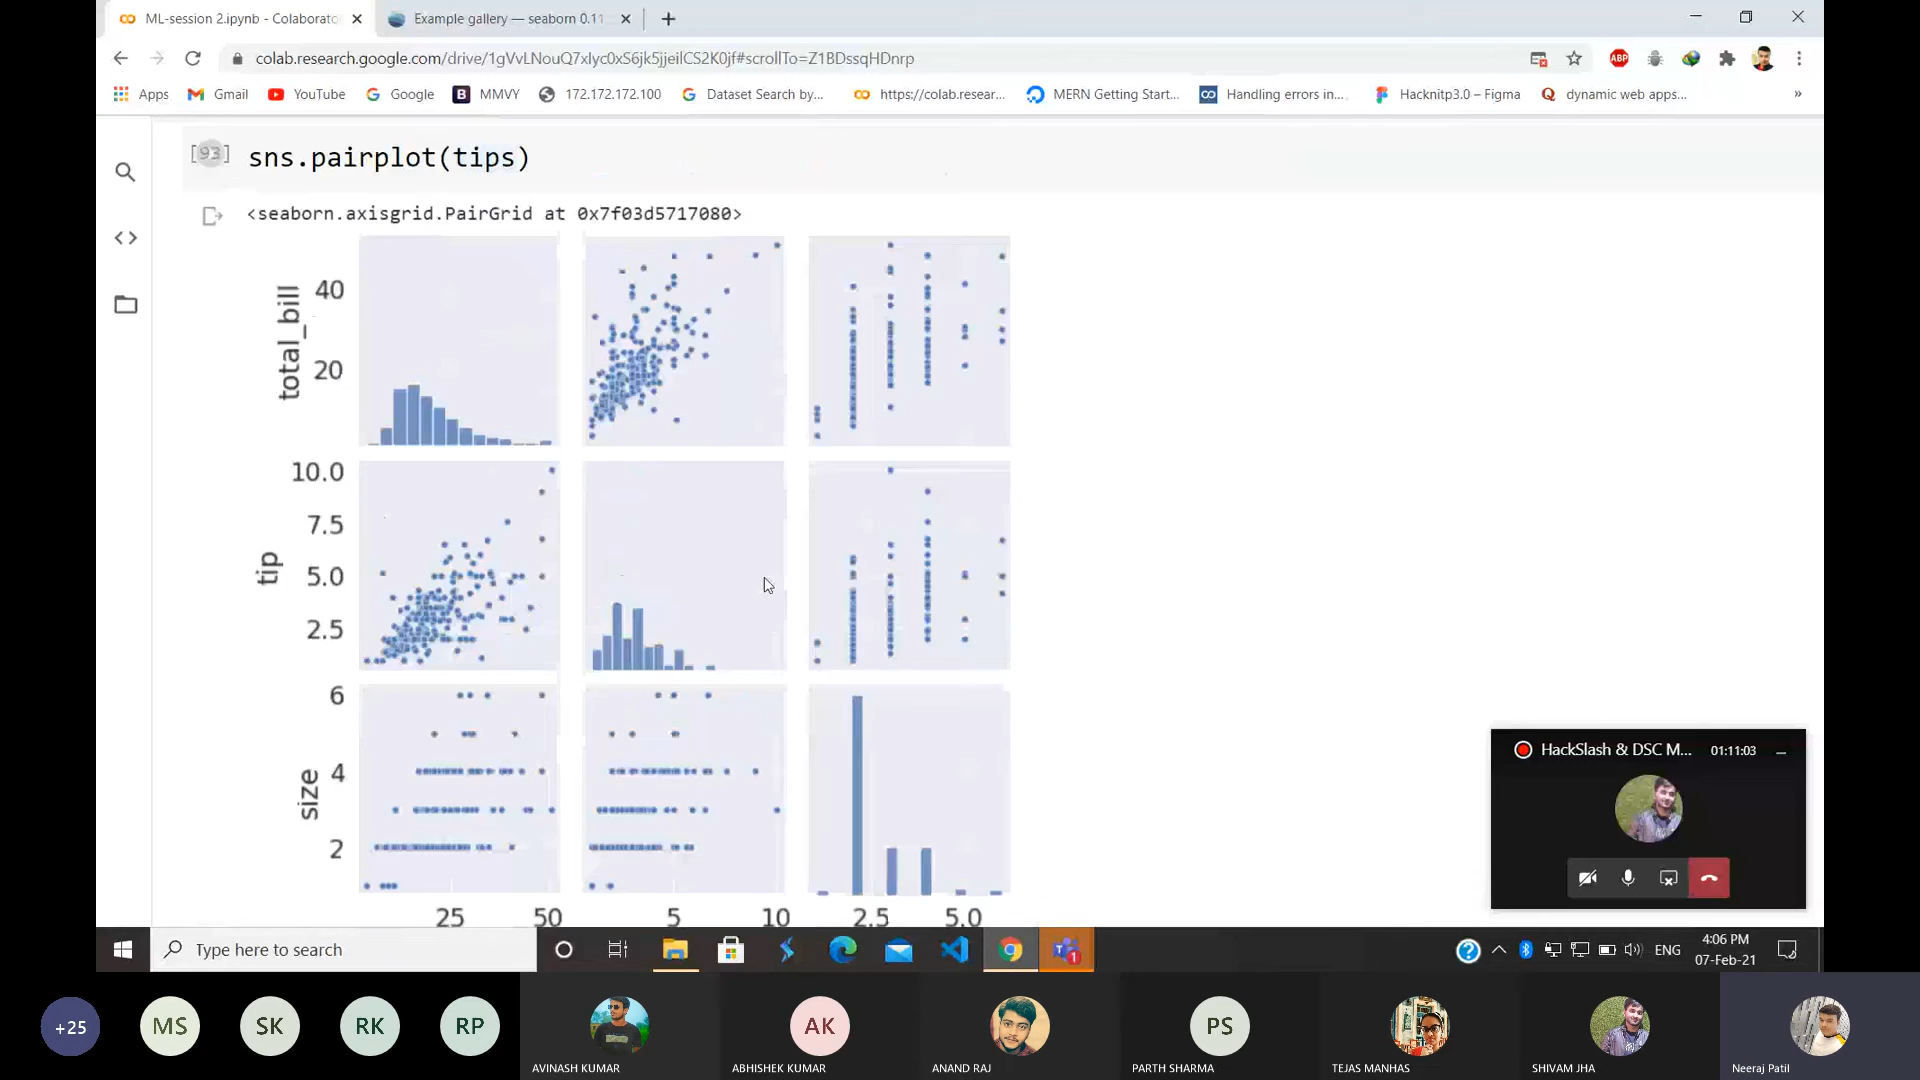 ML-session 2.ipynb - Colaborato
Example gallery — seaborn 0.11
colab.research.google.com/drive/1gVvLNouQ7xlyc0xS6jk5jjeilCS2K0jf#scrollTo=Z1BDssqHDnrp
ABP
Apps
Gmail
YouTube
Google
MMVY
172.172.172.100
Dataset Search by...
https://colab.resear...
MERN Getting Start...
Handling errors in...
Hacknitp3.0 – Figma
dynamic web apps...
»
[93]
sns.pairplot(tips)
<seaborn.axisgrid.PairGrid at 0x7f03d5717080>
total_bill
40
20
tip
10.0
7.5
5.0
2.5
size
6
4
2
25
50
5
10
2.5
5.0
HackSlash & DSC M...
01:11:03
Type here to search
1
ENG
4:06 PM
07-Feb-21
+25
MS
SK
RK
RP
AVINASH KUMAR
AK
ABHISHEK KUMAR
ANAND RAJ
PS
PARTH SHARMA
TEJAS MANHAS
SHIVAM JHA
Neeraj Patil